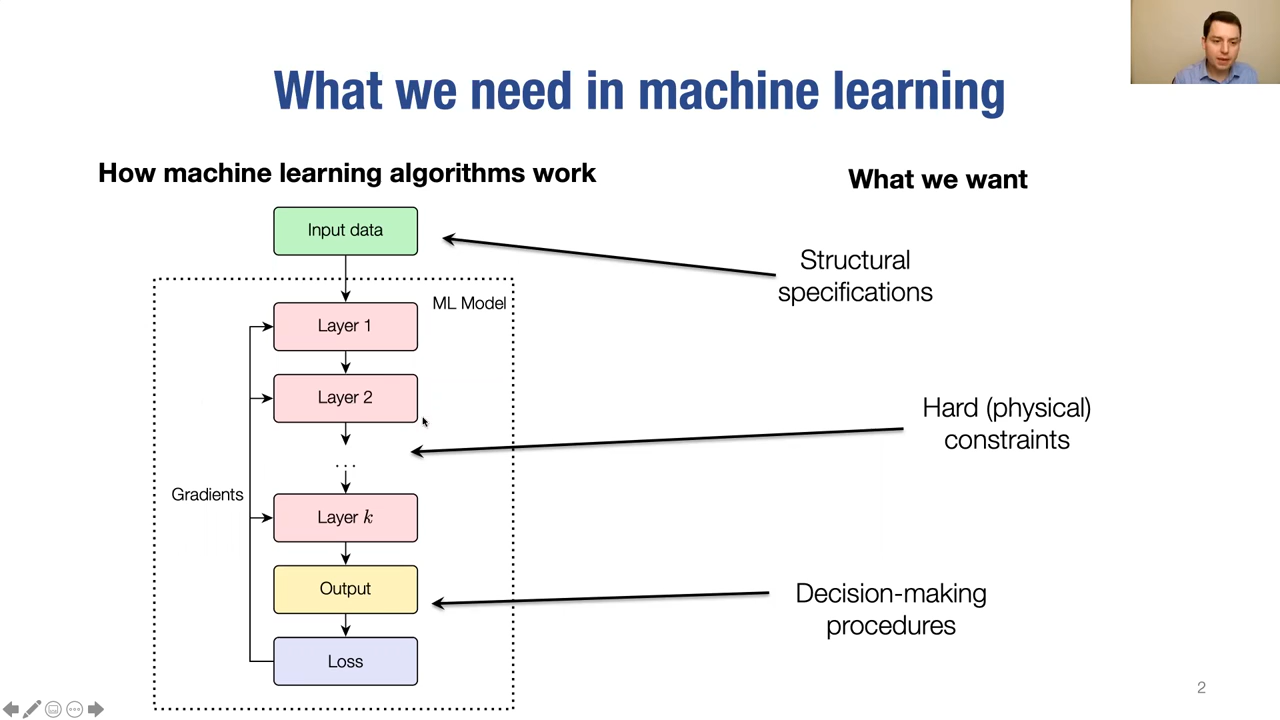 What we need in machine learning
How machine learning algorithms work
What we want
Input data
Structural
specifications
ML Model
Layer 1
Layer 2
Hard (physical)
constraints
...
Gradients
Layer k
Output
Decision-making
procedures
Loss
2